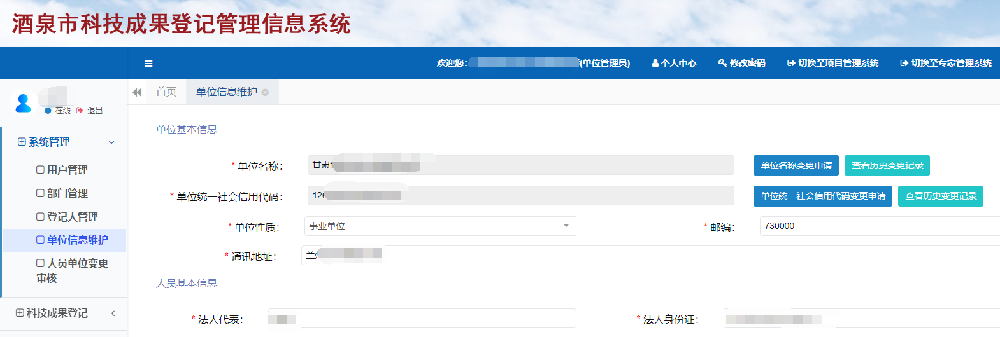 酒泉市科技成果登记管理信息系统
欢迎您： (单位管理员) 个人中心 修改密码 切换至项目管理系统 切换至专家管理系统
首页 单位信息维护
在线 退出
系统管理
用户管理
部门管理
登记人管理
单位信息维护
人员单位变更
审核
科技成果登记
单位基本信息
* 单位名称： 甘肃 单位名称变更申请 查看历史变更记录
* 单位统一社会信用代码： 126 单位统一社会信用代码变更申请 查看历史变更记录
* 单位性质： 事业单位 * 邮编： 730000
* 通讯地址： 兰州
人员基本信息
* 法人代表： * 法人身份证：